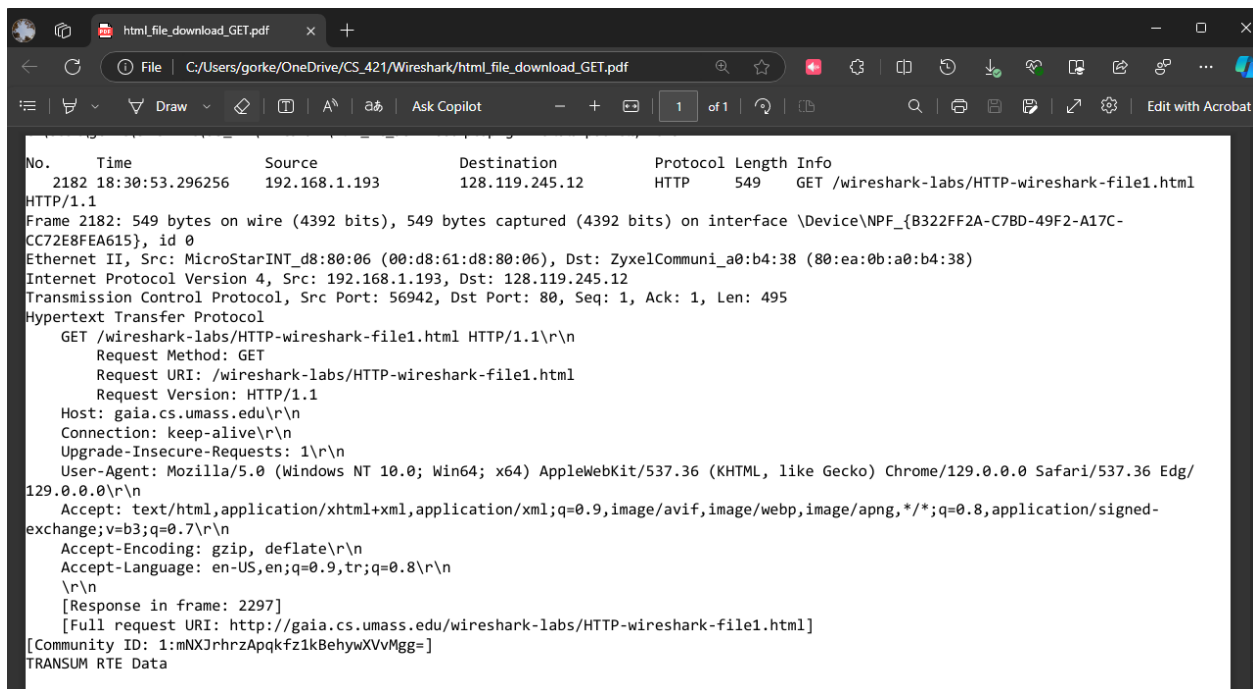 html_file_download_GET.pdf
File | C:/Users/gorke/OneDrive/CS_421/Wireshark/html_file_download_GET.pdf
Draw Ask Copilot 1 of 1 Edit with Acrobat
No. Time Source Destination Protocol Length Info
2182 18:30:53.296256 192.168.1.193 128.119.245.12 HTTP 549 GET /wireshark-labs/HTTP-wireshark-file1.html
HTTP/1.1
Frame 2182: 549 bytes on wire (4392 bits), 549 bytes captured (4392 bits) on interface \Device\NPF_{B322FF2A-C7BD-49F2-A17C-
CC72E8FEA615}, id 0
Ethernet II, Src: MicroStarINT_d8:80:06 (00:d8:61:d8:80:06), Dst: ZyxelCommuni_a0:b4:38 (80:ea:0b:a0:b4:38)
Internet Protocol Version 4, Src: 192.168.1.193, Dst: 128.119.245.12
Transmission Control Protocol, Src Port: 56942, Dst Port: 80, Seq: 1, Ack: 1, Len: 495
Hypertext Transfer Protocol
GET /wireshark-labs/HTTP-wireshark-file1.html HTTP/1.1\r\n
Request Method: GET
Request URI: /wireshark-labs/HTTP-wireshark-file1.html
Request Version: HTTP/1.1
Host: gaia.cs.umass.edu\r\n
Connection: keep-alive\r\n
Upgrade-Insecure-Requests: 1\r\n
User-Agent: Mozilla/5.0 (Windows NT 10.0; Win64; x64) AppleWebKit/537.36 (KHTML, like Gecko) Chrome/129.0.0.0 Safari/537.36 Edg/
129.0.0.0\r\n
Accept: text/html,application/xhtml+xml,application/xml;q=0.9,image/avif,image/webp,image/apng,*/*;q=0.8,application/signed-
exchange;v=b3;q=0.7\r\n
Accept-Encoding: gzip, deflate\r\n
Accept-Language: en-US,en;q=0.9,tr;q=0.8\r\n
\r\n
[Response in frame: 2297]
[Full request URI: http://gaia.cs.umass.edu/wireshark-labs/HTTP-wireshark-file1.html]
[Community ID: 1:mNXJrhrzApqkfz1kBehywXVvMgg=]
TRANSUM RTE Data